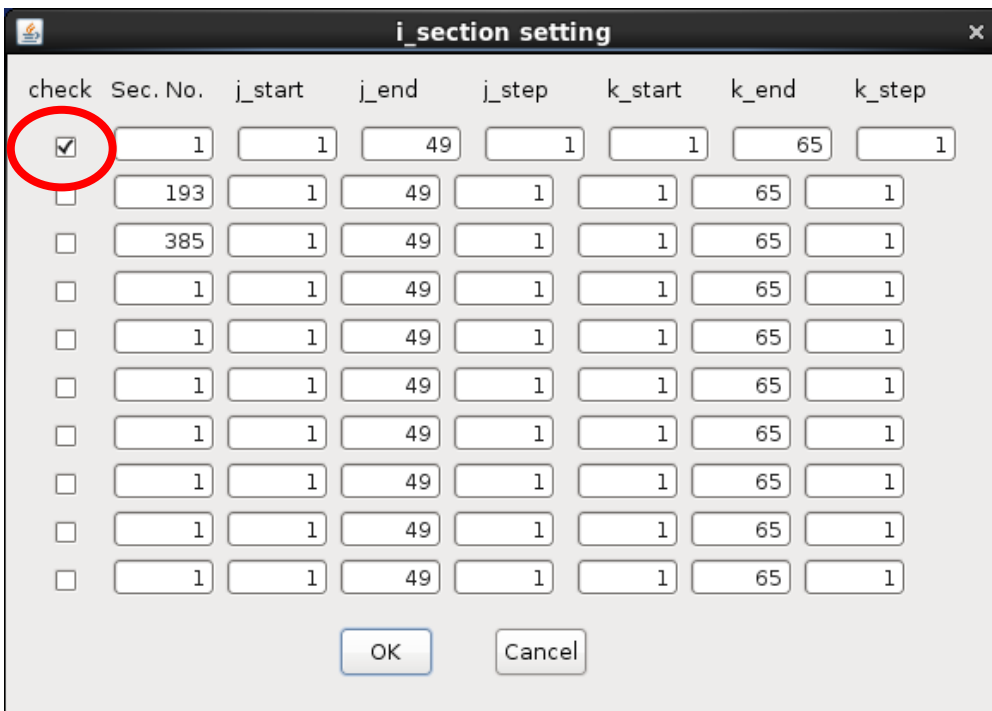 i_section setting
check Sec. No. j_start j_end j_step k_start k_end k_step
1 1 49 1 1 65 1
193 1 49 1 1 65 1
385 1 49 1 1 65 1
1 1 49 1 1 65 1
1 1 49 1 1 65 1
1 1 49 1 1 65 1
1 1 49 1 1 65 1
1 1 49 1 1 65 1
1 1 49 1 1 65 1
1 1 49 1 1 65 1
OK Cancel